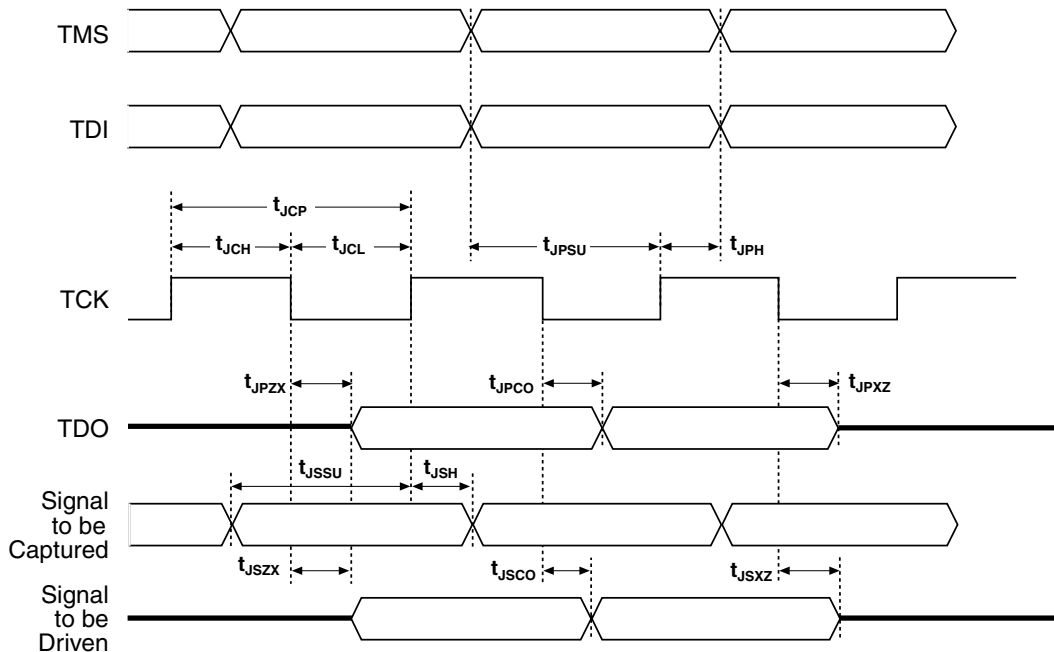 TMS
TDI
tJCP
tJCH
tJCL
tJPSU
tJPH
TCK
tJPZX
tJPCO
tJPXZ
TDO
tJSSU
tJSH
Signal
to be
Captured
tJSZX
tJSCO
tJSXZ
Signal
to be
Driven